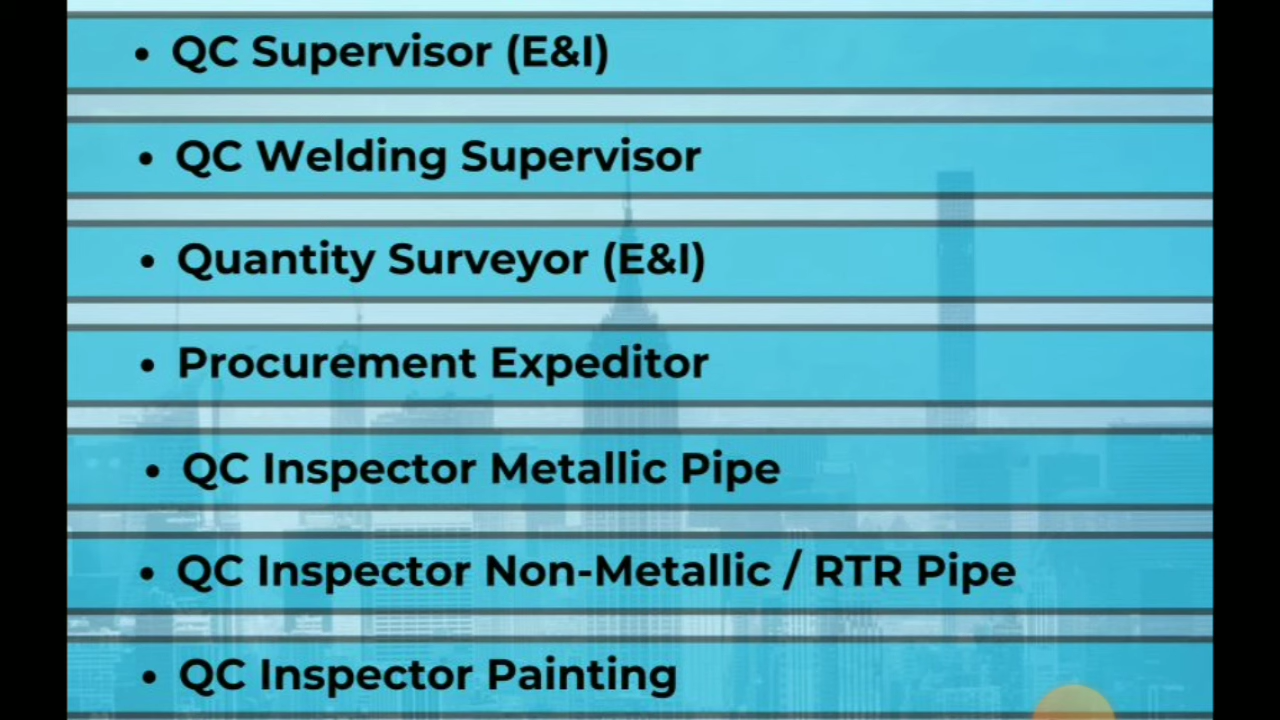 • QC Supervisor (E&I)
• QC Welding Supervisor
• Quantity Surveyor (E&I)
• Procurement Expeditor
• QC Inspector Metallic Pipe
• QC Inspector Non-Metallic / RTR Pipe
• QC Inspector Painting